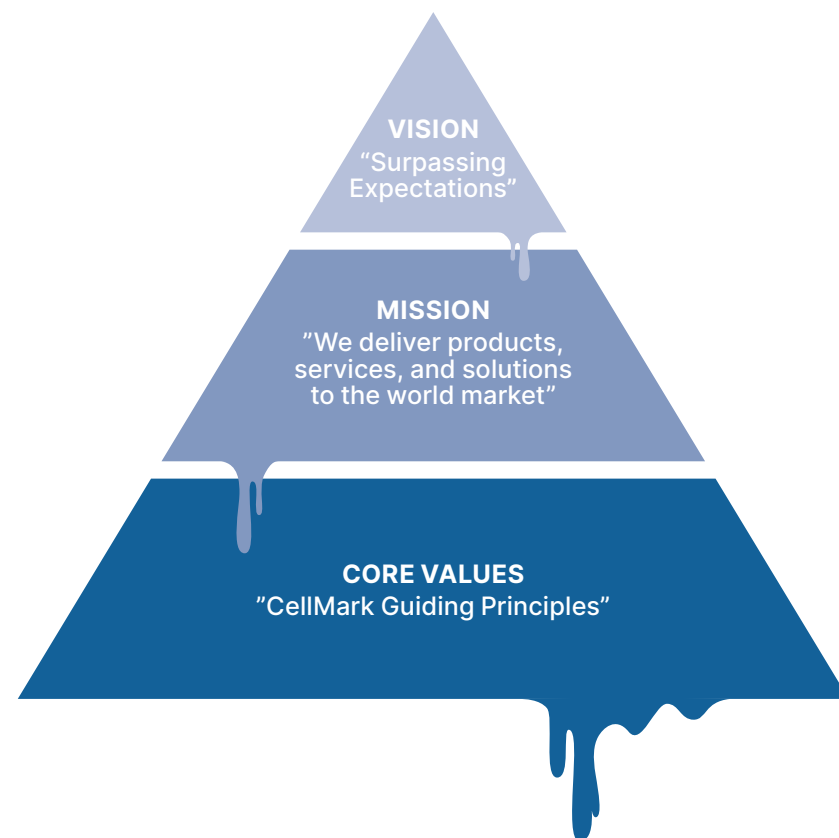 VISION
“Surpassing
Expectations”
MISSION
”We deliver products,
services, and solutions
to the world market”
CORE VALUES
”CellMark Guiding Principles”